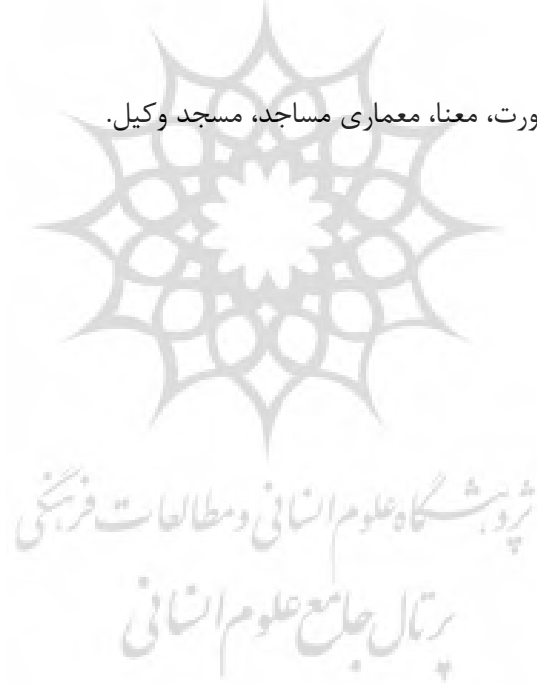 ورت، معنا، معماری مساجد، مسجد وکیل.
پژوهشگاه علوم انسانی و مطالعات فرهنگی
پرتال جامع علوم انسانی